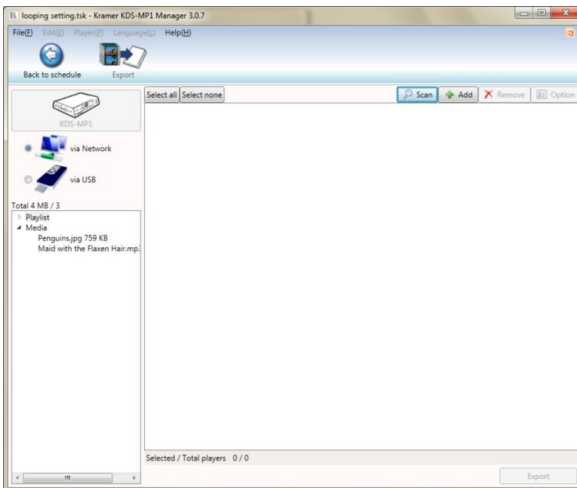 looping setting.tsk - Kramer KDS-MP1 Manager 3.0.7
File(F) Edit(E) Player(P) Language(L) Help(H)
Back to schedule Export
Select all Select none Scan Add Remove Option
KDS-MP1
via Network
via USB
Total 4 MB / 3
Playlist
Media
Penguins.jpg 759 KB
Maid with the Flaxen Hair.mp3
Selected / Total players 0 / 0
Export